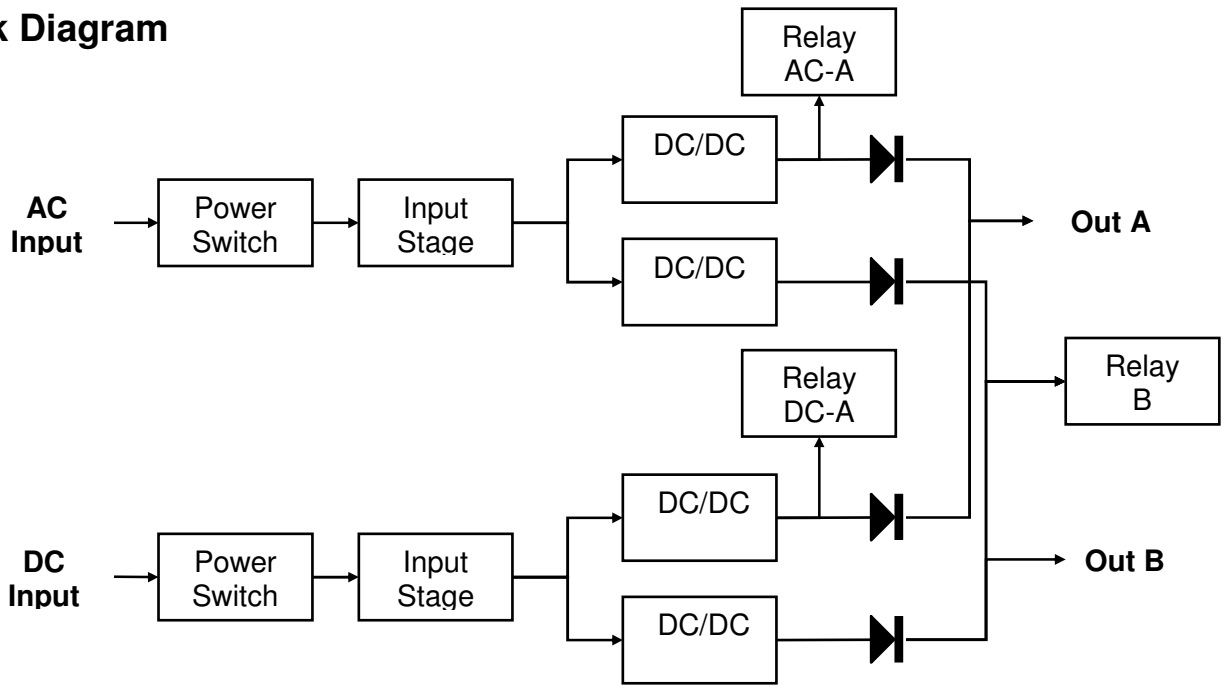 k Diagram
Relay
AC-A
DC/DC
AC
Input
Power
Switch
Input
Stage
Out A
DC/DC
Relay
DC-A
Relay
B
DC/DC
DC
Input
Power
Switch
Input
Stage
Out B
DC/DC